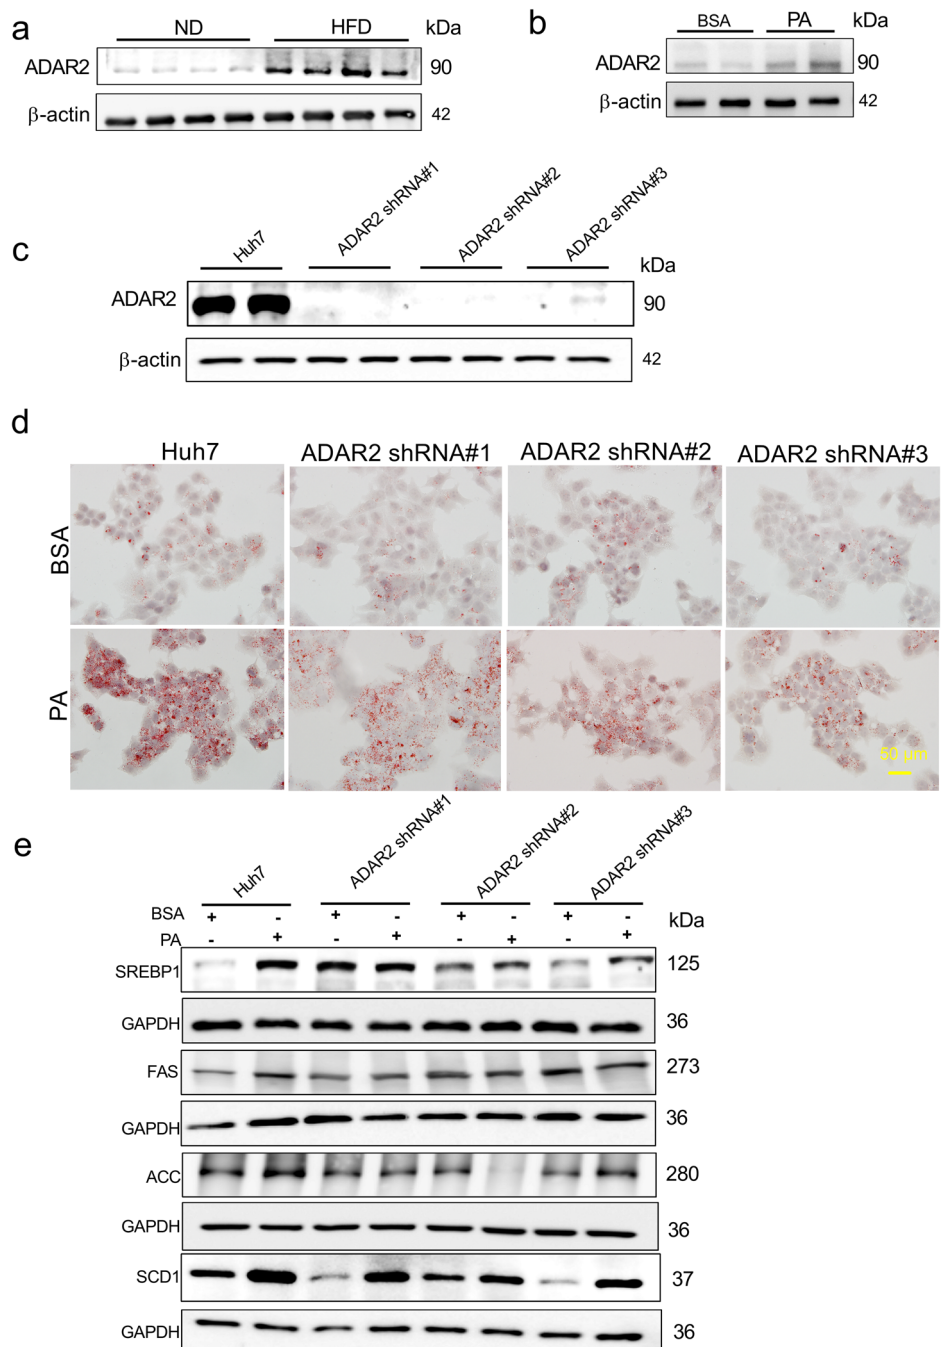 a
ND HFD kDa
ADAR2 90
β-actin 42
b
BSA PA kDa
ADAR2 90
β-actin 42
c
Huh7 ADAR2 shRNA#1 ADAR2 shRNA#2 ADAR2 shRNA#3
kDa
ADAR2 90
β-actin 42
d
Huh7 ADAR2 shRNA#1 ADAR2 shRNA#2 ADAR2 shRNA#3
BSA
PA
50 µm
e
Huh7 ADAR2 shRNA#1 ADAR2 shRNA#2 ADAR2 shRNA#3
BSA + - + - + - + - kDa
PA - + - + - + - +
SREBP1 125
GAPDH 36
FAS 273
GAPDH 36
ACC 280
GAPDH 36
SCD1 37
GAPDH 36